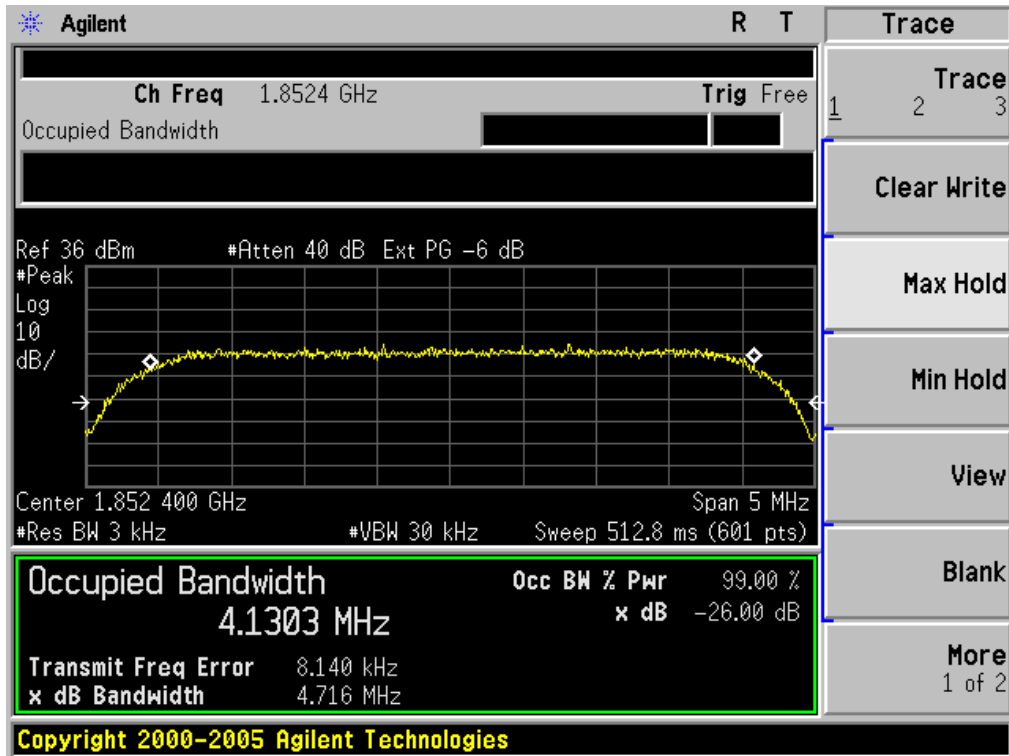 Agilent R T
Ch Freq 1.8524 GHz Trig Free
Occupied Bandwidth
Ref 36 dBm #Atten 40 dB Ext PG -6 dB
#Peak
Log
10
dB/
Center 1.852 400 GHz Span 5 MHz
#Res BW 3 kHz #VBW 30 kHz Sweep 512.8 ms (601 pts)
Occupied Bandwidth Occ BW % Pwr 99.00 %
4.1303 MHz x dB -26.00 dB
Transmit Freq Error 8.140 kHz
x dB Bandwidth 4.716 MHz
Copyright 2000-2005 Agilent Technologies
Trace
Trace
1 2 3
Clear Write
Max Hold
Min Hold
View
Blank
More
1 of 2